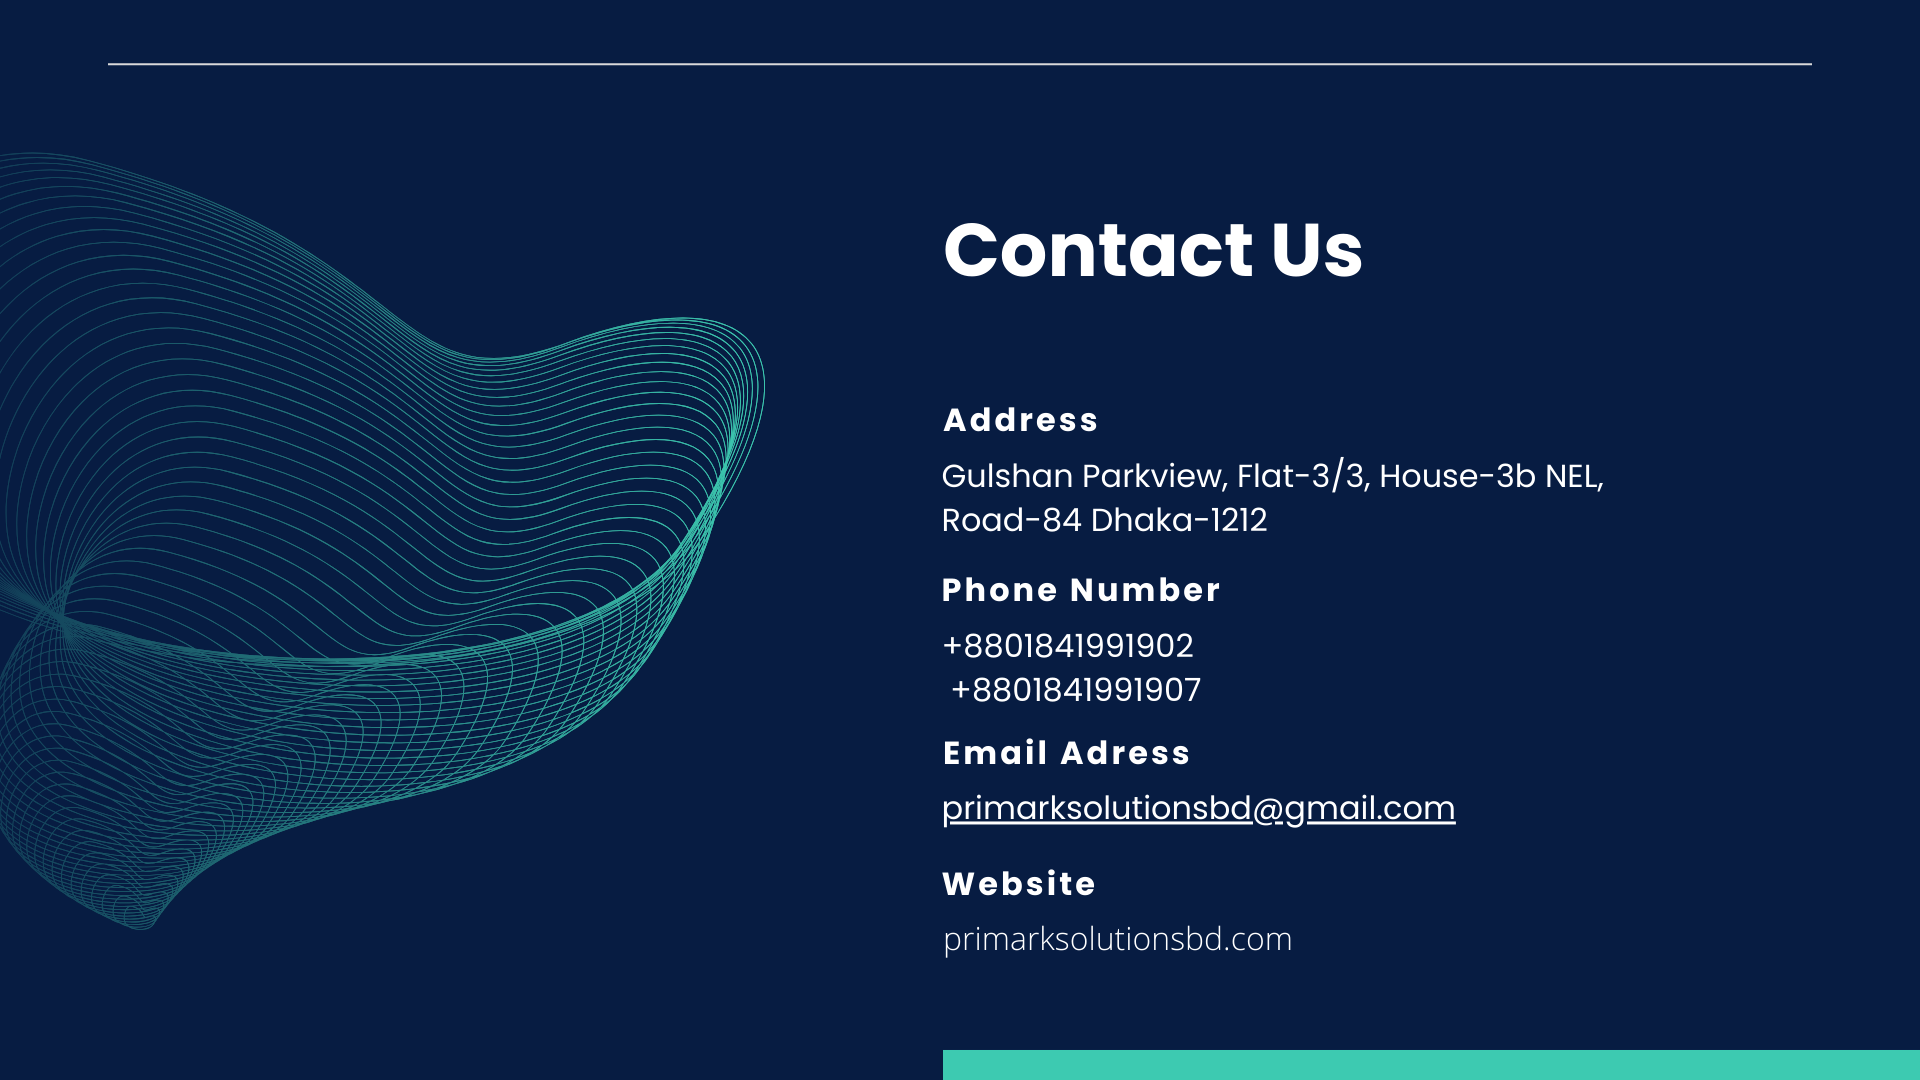 Contact Us
Address
Gulshan Parkview, Flat-3/3, House-3b NEL,
Road-84 Dhaka-1212
Phone Number
+8801841991902
+8801841991907
Email Adress
primarksolutionsbd@gmail.com
Website
primarksolutionsbd.com